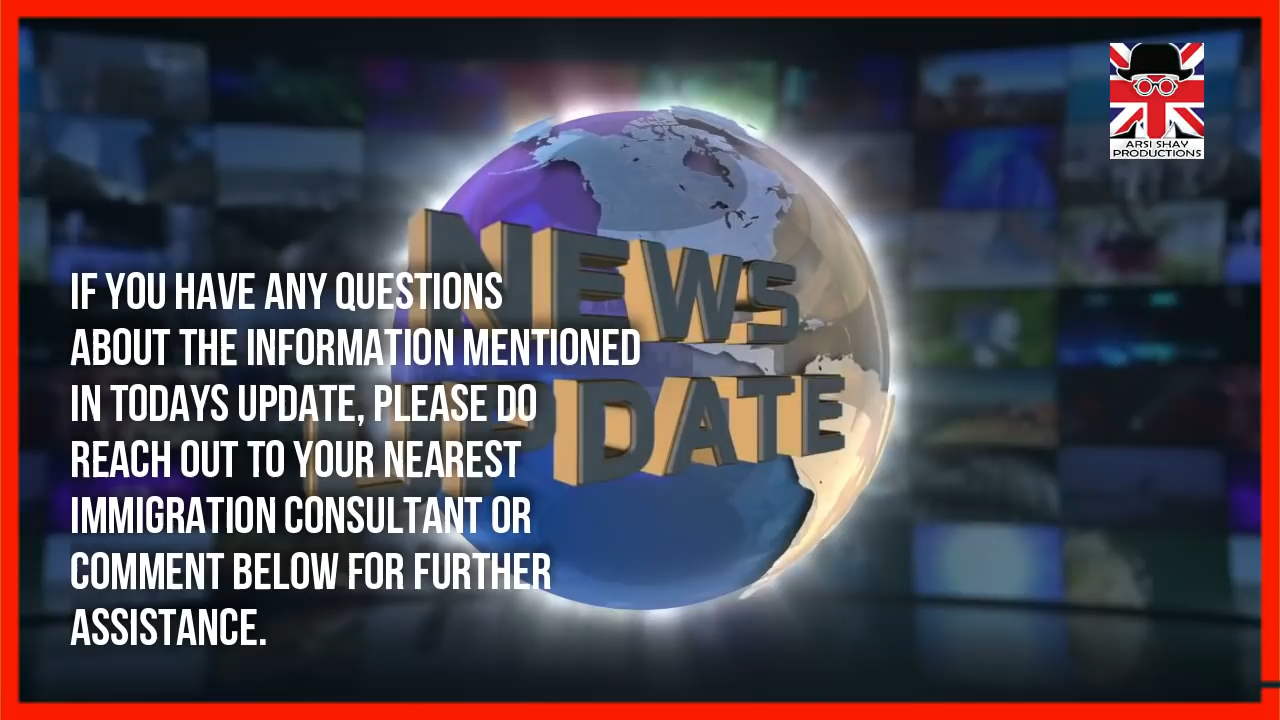 ARSI SHAY
PRODUCTIONS
NEWS
UPDATE
IF YOU HAVE ANY QUESTIONS
ABOUT THE INFORMATION MENTIONED
IN TODAYS UPDATE, PLEASE DO
REACH OUT TO YOUR NEAREST
IMMIGRATION CONSULTANT OR
COMMENT BELOW FOR FURTHER
ASSISTANCE.